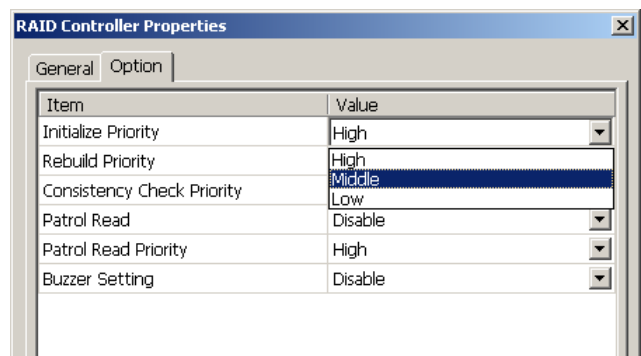 RAID Controller Properties
General Option
Item Value
Initialize Priority High
Rebuild Priority High
Middle
Consistency Check Priority Low
Patrol Read Disable
Patrol Read Priority High
Buzzer Setting Disable